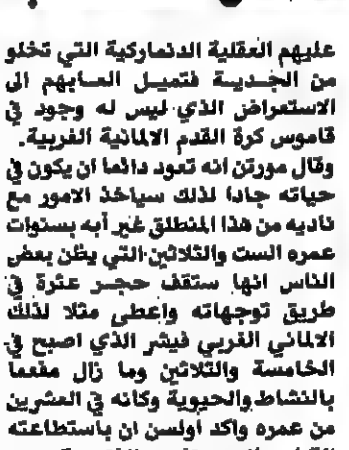 عليهم العقلية الدنماركية التي تخلو
من الجدية فتميل العابهم الى
الاستعراض الذي ليس له وجود في
قاموس كرة القدم الالمانية الغربية.
وقال مورتن انه تعود دائما ان يكون في
حياته جادا لذلك سياخذ الامور مع
ناديه من هذا المنطلق غير آبه بسنوات
عمره الست والثلاثين التي يظن بعض
الناس انها ستقف حجر عثرة في
طريق توجهاته واعطى مثلا لذلك
الالماني الغربي فيشر الذي اصبح في
الخامسة والثلاثين وما زال مفعما
بالنشاط والحيوية وكانه في العشرين
من عمره واكد اولسن ان باستطاعته